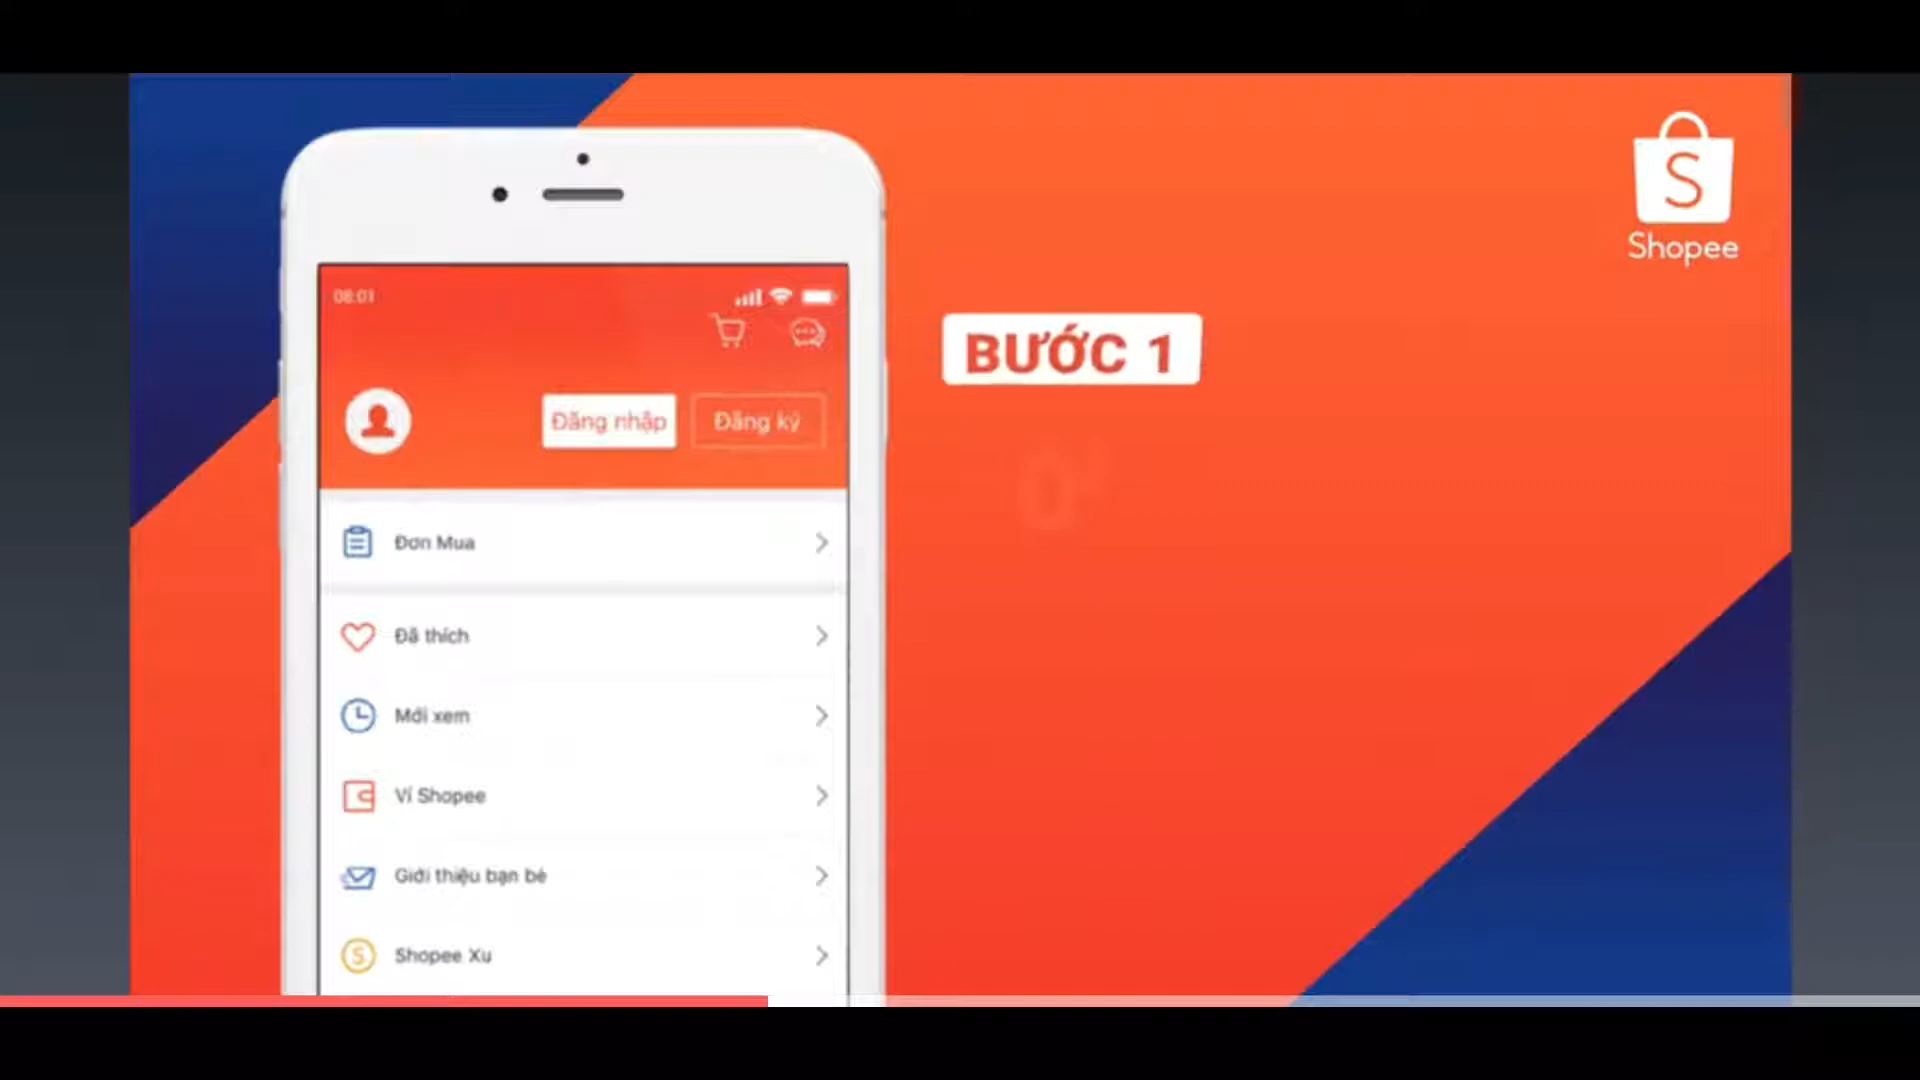 S
Shopee
BƯỚC 1
08:01
Đăng nhập
Đăng ký
Đơn Mua
Đã thích
Mới xem
Ví Shopee
Giới thiệu bạn bè
Shopee Xu